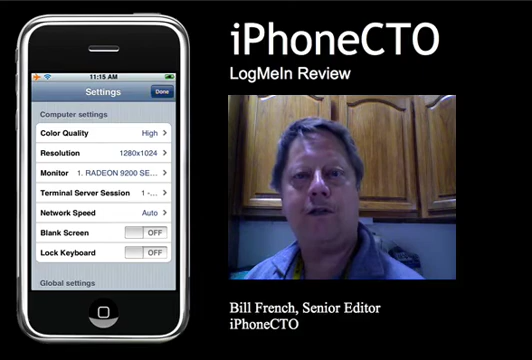 iPhoneCTO
LogMeIn Review
11:15 AM
Settings
Done
Computer settings
Color Quality High
Resolution 1280x1024
Monitor 1. RADEON 9200 SE...
Terminal Server Session 1 -...
Network Speed Auto
Blank Screen OFF
Lock Keyboard OFF
Global settings
Bill French, Senior Editor
iPhoneCTO